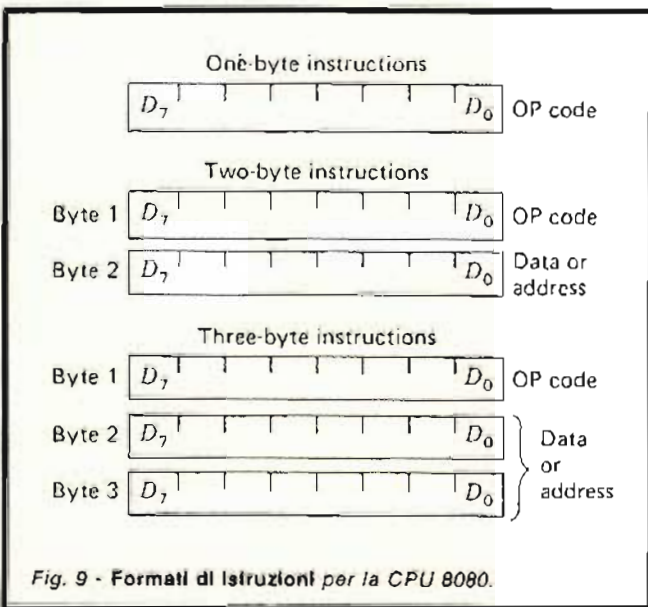 One-byte instructions
D7 D0 OP code
Two-byte instructions
Byte 1 D7 D0 OP code
Byte 2 D7 D0 Data or address
Three-byte instructions
Byte 1 D7 D0 OP code
Byte 2 D7 D0
Byte 3 D7 D0
Data
or
address
Fig. 9 - Formati di istruzioni per la CPU 8080.